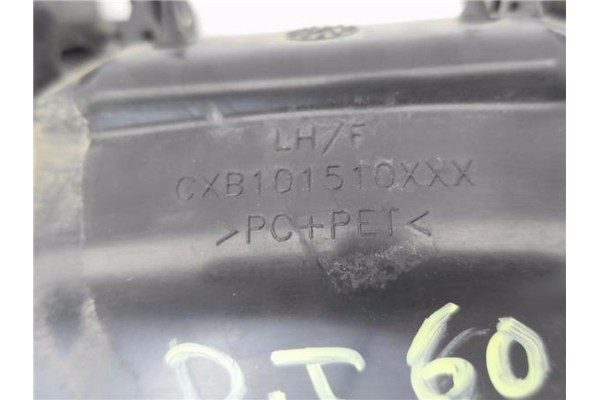 LH/F
CXB101510XXX
>PC+PET<
D.I 60